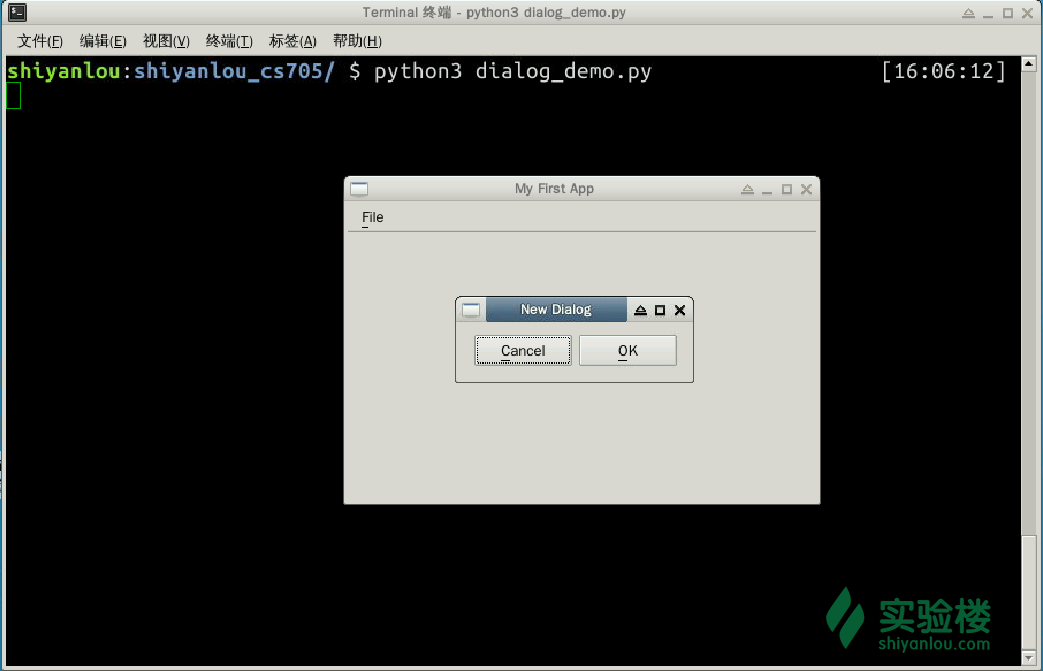 Terminal 终端 - python3 dialog_demo.py
文件(F) 编辑(E) 视图(V) 终端(T) 标签(A) 帮助(H)
shiyanlou:shiyanlou_cs705/ $ python3 dialog_demo.py [16:06:12]
My First App
File
New Dialog
Cancel OK
实验楼
shiyanlou.com